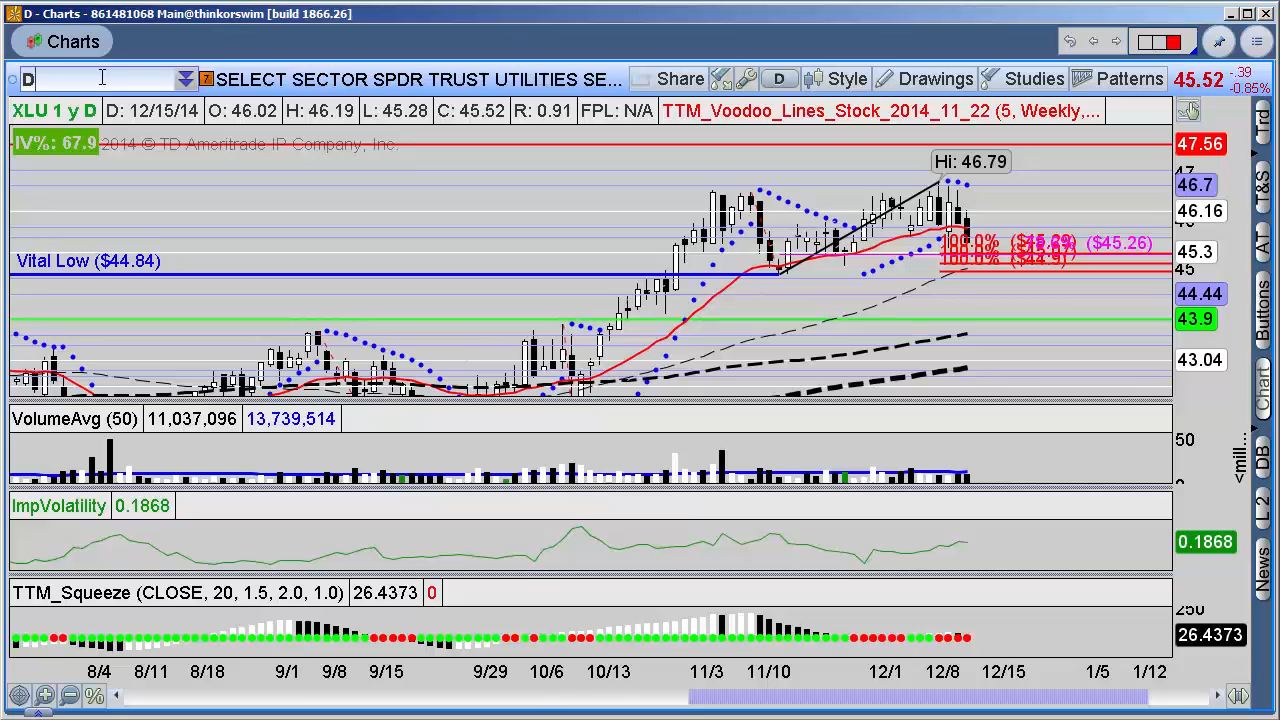 D - Charts - 861481068 Main@thinkorswim [build 1866.26]
Charts
D
7 SELECT SECTOR SPDR TRUST UTILITIES SE...
Share D Style Drawings Studies Patterns 45.52 -.39
-0.85%
XLU 1 y D D: 12/15/14 O: 46.02 H: 46.19 L: 45.28 C: 45.52 R: 0.91 FPL: N/A TTM_Voodoo_Lines_Stock_2014_11_22 (5, Weekly,...
IV%: 67.9 2014 © TD Ameritrade IP Company, Inc.
47.56
Hi: 46.79
47
46.7
46.16
100.0% ($45.29) ($45.26)
45.3
Vital Low ($44.84)
100.0% ($44.9)
45
44.44
43.9
43.04
VolumeAvg (50) 11,037,096 13,739,514
50
<mill...
ImpVolatility 0.1868
0.1868
TTM_Squeeze (CLOSE, 20, 1.5, 2.0, 1.0) 26.4373 0
250
26.4373
8/4 8/11 8/18 9/1 9/8 9/15 9/29 10/6 10/13 11/3 11/10 12/1 12/8 12/15 1/5 1/12
%
Trd
T&S
AT
Buttons
Chart
DB
L 2
News